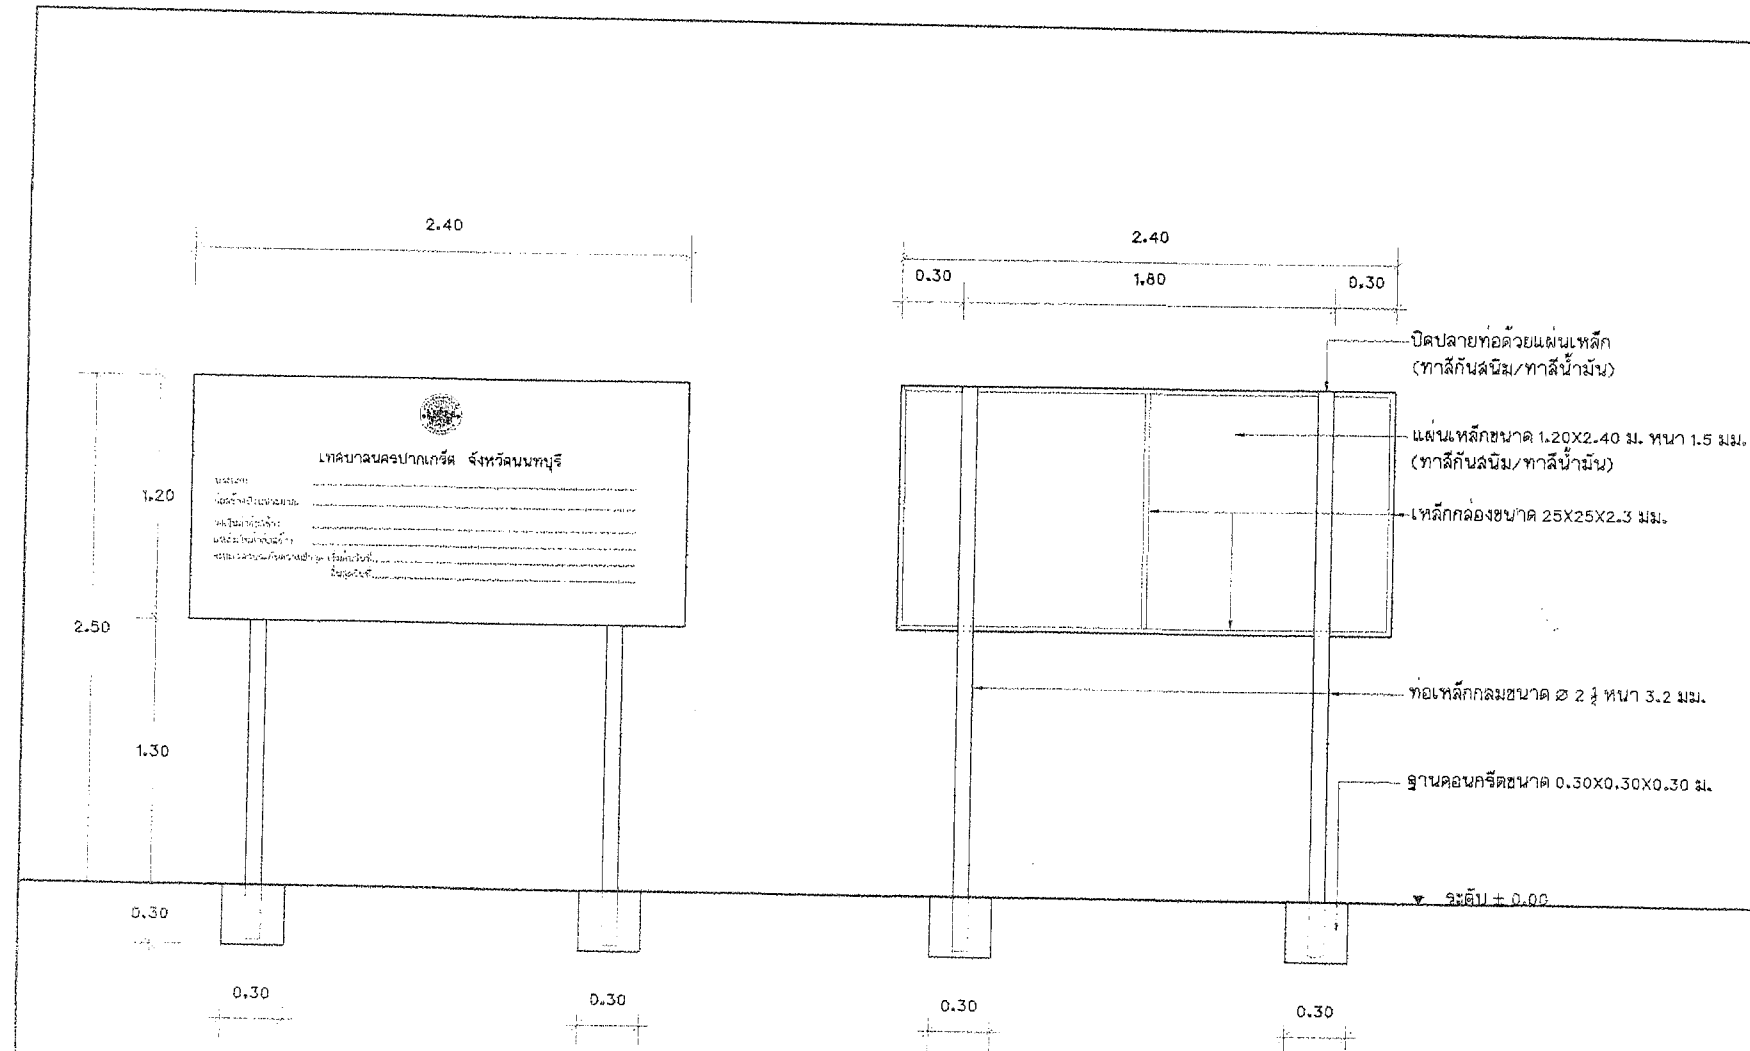 2.40
2.40
0.30 1.80 0.30
ปิดปลายท่อด้วยแผ่นเหล็ก
(ทาสีกันสนิม/ทาสีน้ำมัน)
เทศบาลนครปากเกร็ด จังหวัดนนทบุรี
1.20
2.50
1.30
แผ่นเหล็กขนาด 1.20X2.40 ม. หนา 1.5 มม.
(ทาสีกันสนิม/ทาสีน้ำมัน)
เหล็กกล่องขนาด 25X25X2.3 มม.
ท่อเหล็กกลมขนาด Ø 2 ½ หนา 3.2 มม.
ฐานคอนกรีตขนาด 0.30X0.30X0.30 ม.
ระดับ ± 0.00
0.30
0.30
0.30
0.30
0.30